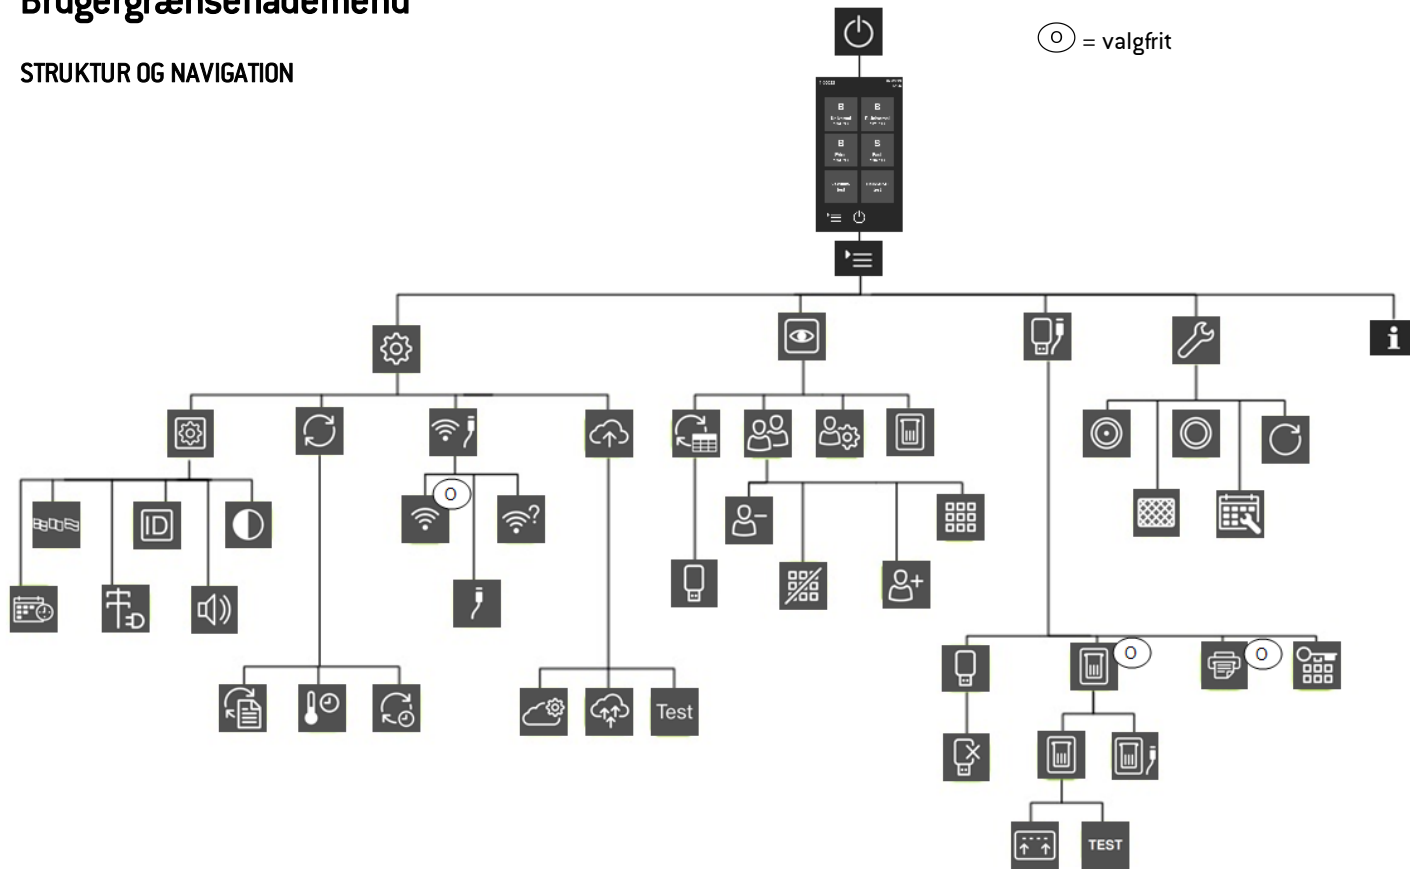 Brugergrænseflademenu
STRUKTUR OG NAVIGATION
O = valgfrit
B
B
B
S
i
ID
O
?
Test
O
O
TEST